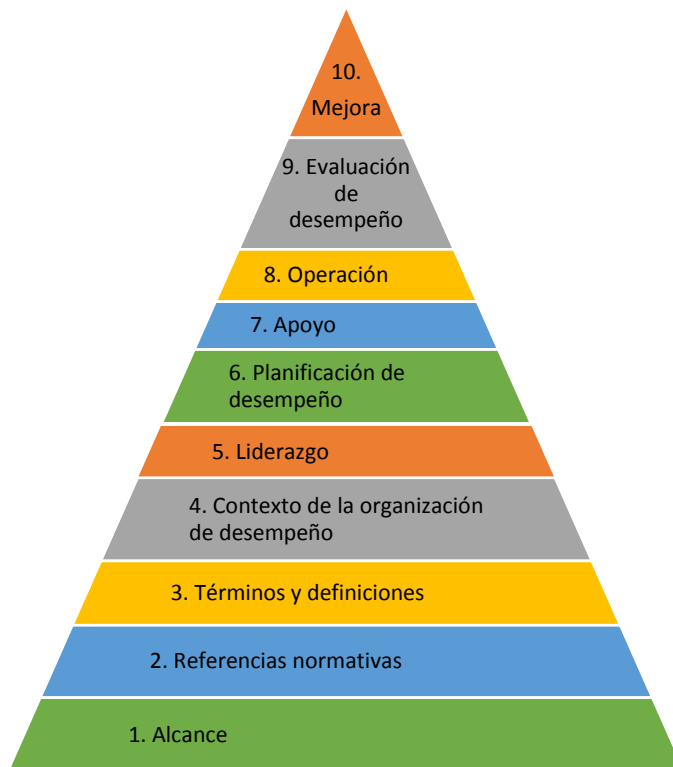 10.
Mejora
9. Evaluación
de
desempeño
8. Operación
7. Apoyo
6. Planificación de
desempeño
5. Liderazgo
4. Contexto de la organización
de desempeño
3. Términos y definiciones
2. Referencias normativas
1. Alcance